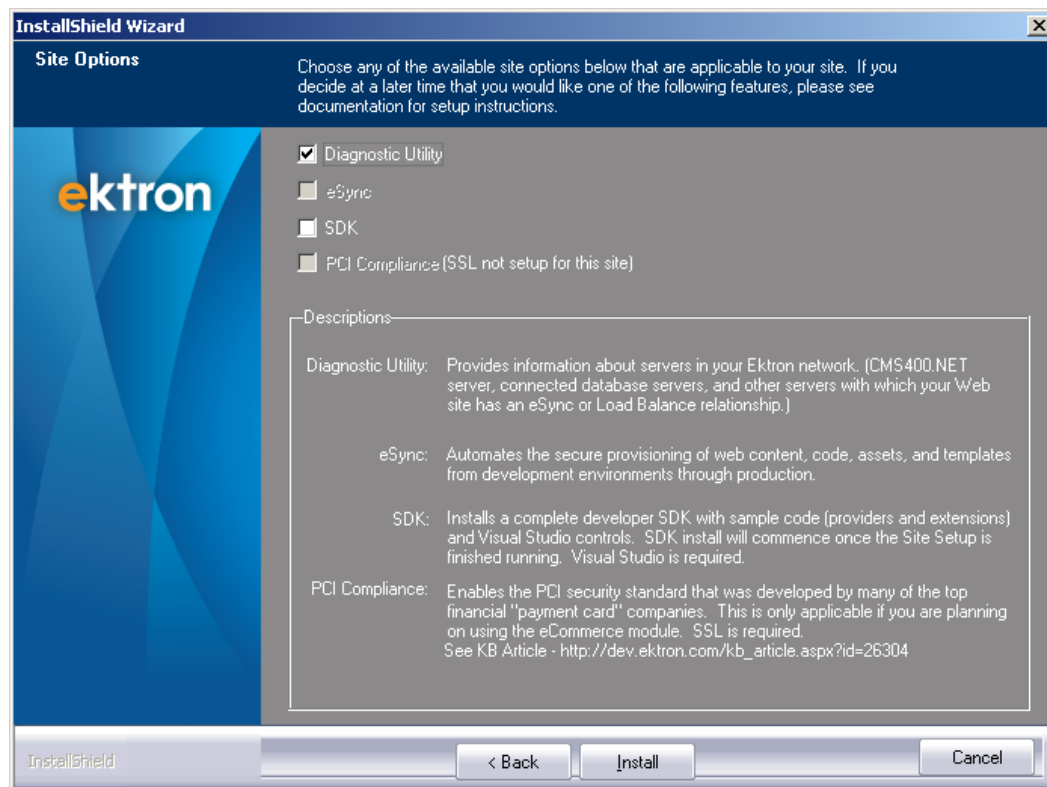 InstallShield Wizard
Site Options
Choose any of the available site options below that are applicable to your site. If you
decide at a later time that you would like one of the following features, please see
documentation for setup instructions.
ektron
Diagnostic Utility
eSync
SDK
PCI Compliance (SSL not setup for this site)
Descriptions
Diagnostic Utility: Provides information about servers in your Ektron network. (CMS400.NET
server, connected database servers, and other servers with which your Web
site has an eSync or Load Balance relationship.)
eSync: Automates the secure provisioning of web content, code, assets, and templates
from development environments through production.
SDK: Installs a complete developer SDK with sample code (providers and extensions)
and Visual Studio controls. SDK install will commence once the Site Setup is
finished running. Visual Studio is required.
PCI Compliance: Enables the PCI security standard that was developed by many of the top
financial "payment card" companies. This is only applicable if you are planning
on using the eCommerce module. SSL is required.
See KB Article - http://dev.ektron.com/kb_article.aspx?id=26304
InstallShield
< Back
Install
Cancel